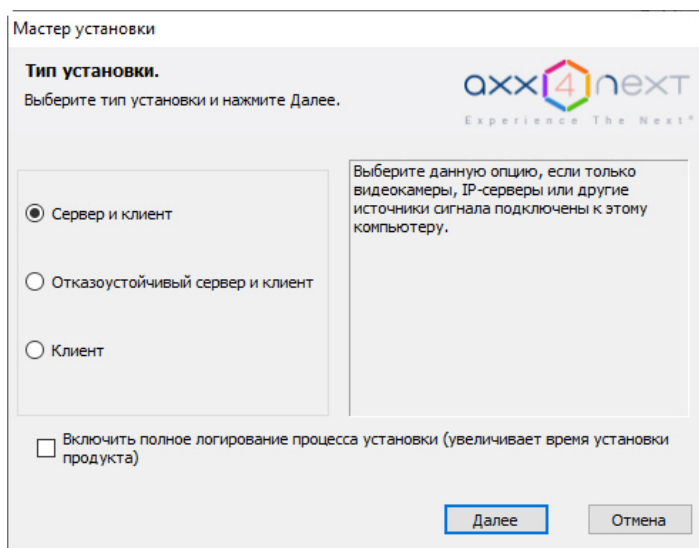 Мастер установки
Тип установки.
Выберите тип установки и нажмите Далее.
axx4next
Experience The Next®
Сервер и клиент
Отказоустойчивый сервер и клиент
Клиент
Выберите данную опцию, если только
видеокамеры, IP-серверы или другие
источники сигнала подключены к этому
компьютеру.
Включить полное логирование процесса установки (увеличивает время установки
продукта)
Далее
Отмена